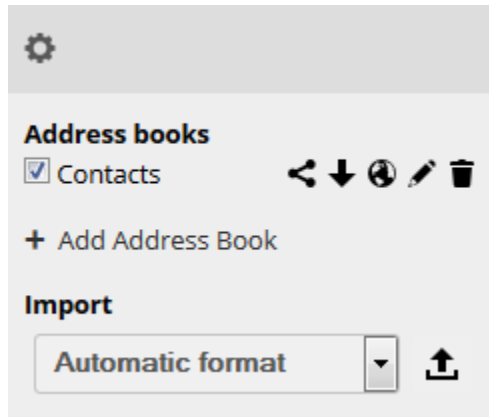 Address books
Contacts
+ Add Address Book
Import
Automatic format